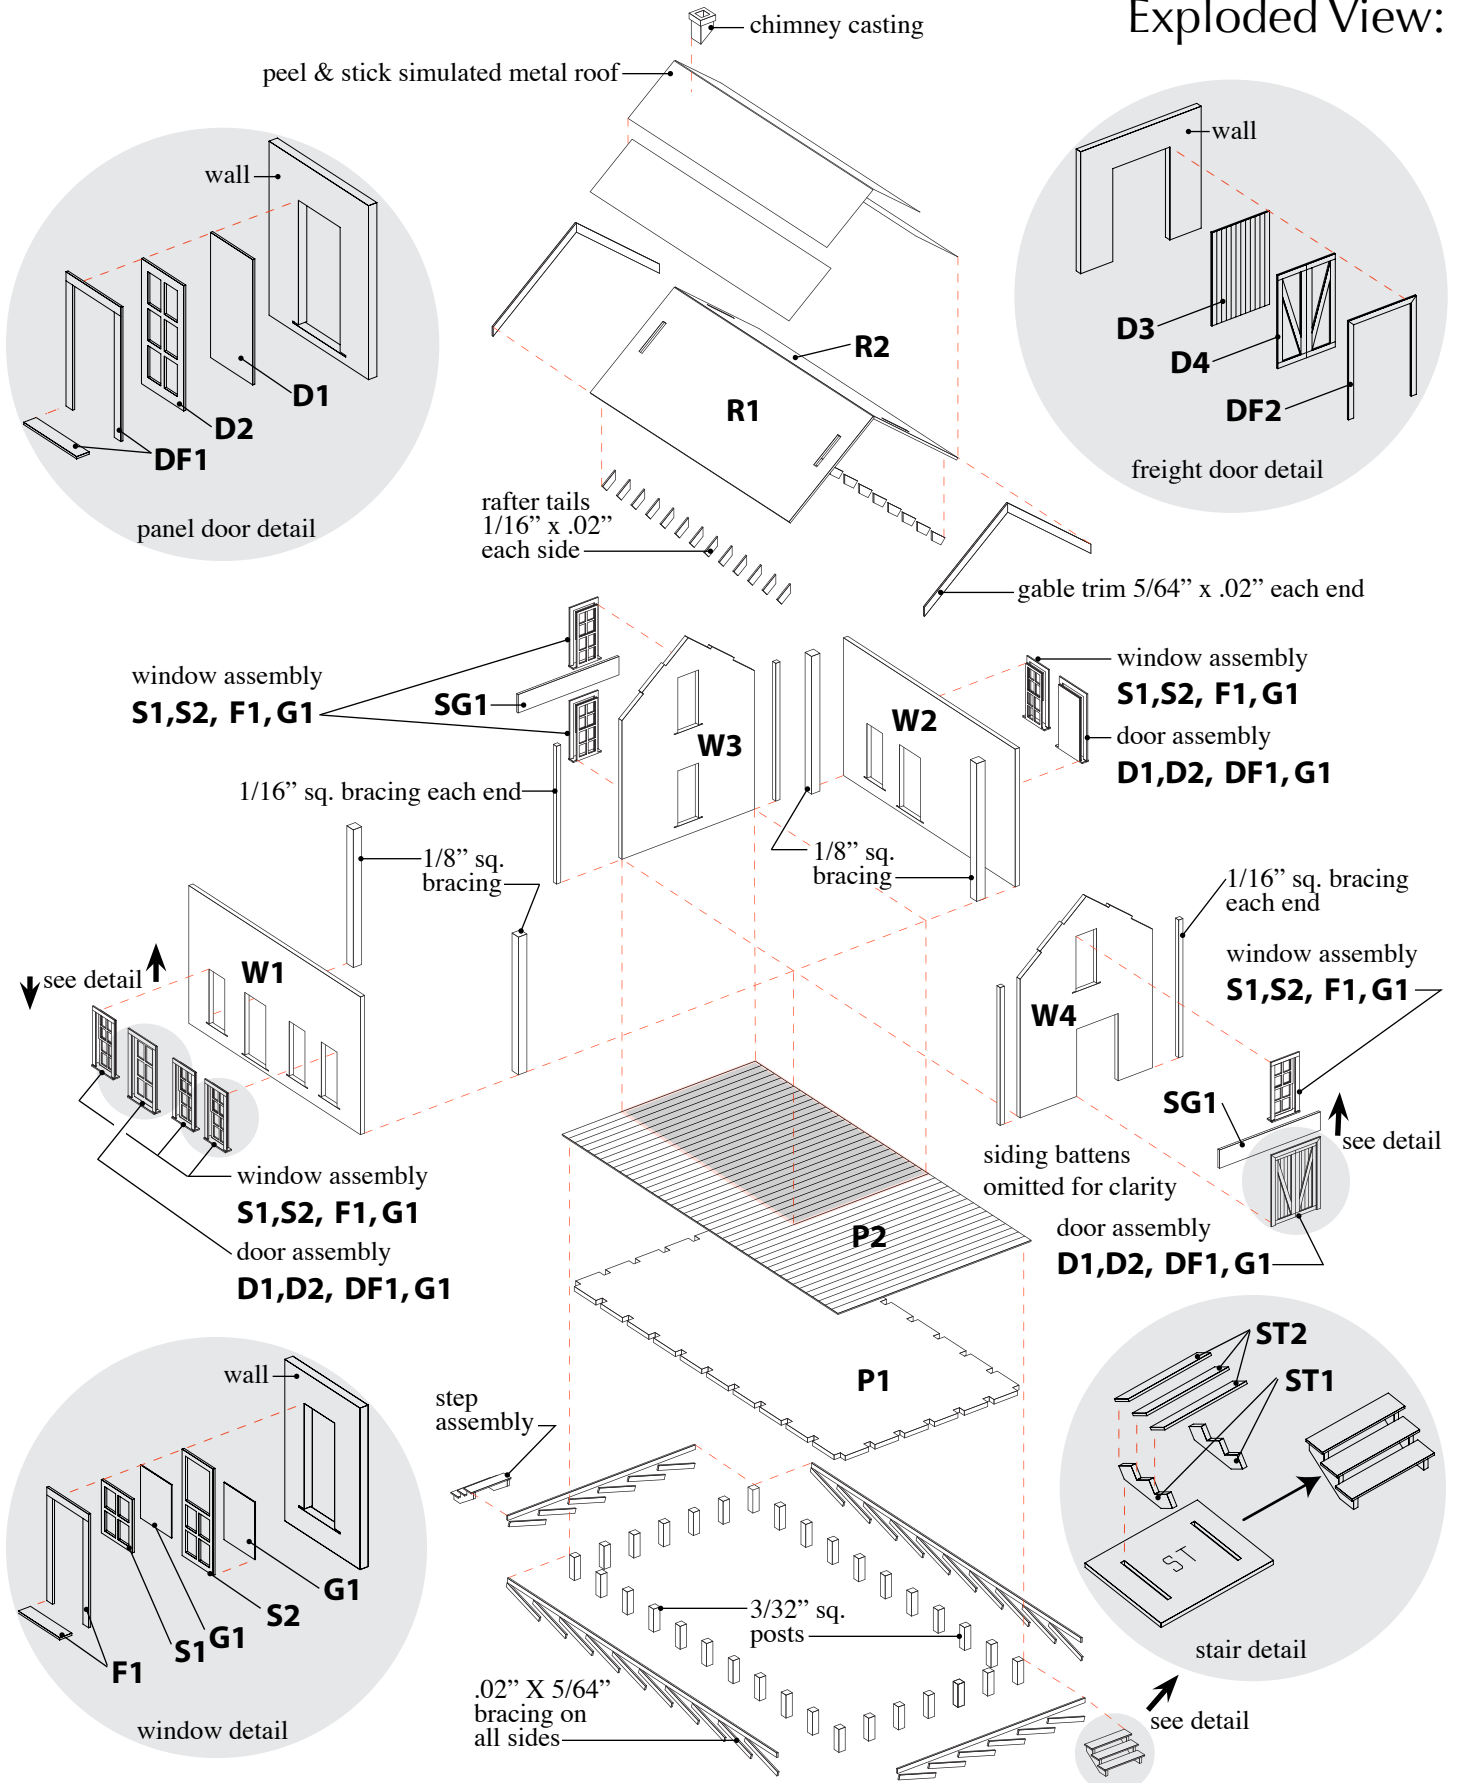 Exploded View:
chimney casting
peel & stick simulated metal roof
wall
D1
D2
DF1
panel door detail
wall
D3
D4
DF2
freight door detail
R2
R1
rafter tails
1/16” x .02”
each side
gable trim 5/64” x .02” each end
window assembly
S1,S2, F1,G1
SG1
W3
W2
window assembly
S1,S2, F1,G1
door assembly
D1,D2, DF1,G1
1/16” sq. bracing each end
1/8” sq.
bracing
1/8” sq.
bracing
1/16” sq. bracing
each end
window assembly
S1,S2, F1,G1
see detail
W1
W4
SG1
see detail
siding battens
omitted for clarity
door assembly
D1,D2, DF1,G1
window assembly
S1,S2, F1,G1
door assembly
D1,D2, DF1,G1
P2
P1
step
assembly
wall
G1
S2
G1
S1
F1
window detail
ST2
ST1
ST
stair detail
3/32” sq.
posts
.02” X 5/64”
bracing on
all sides
see detail